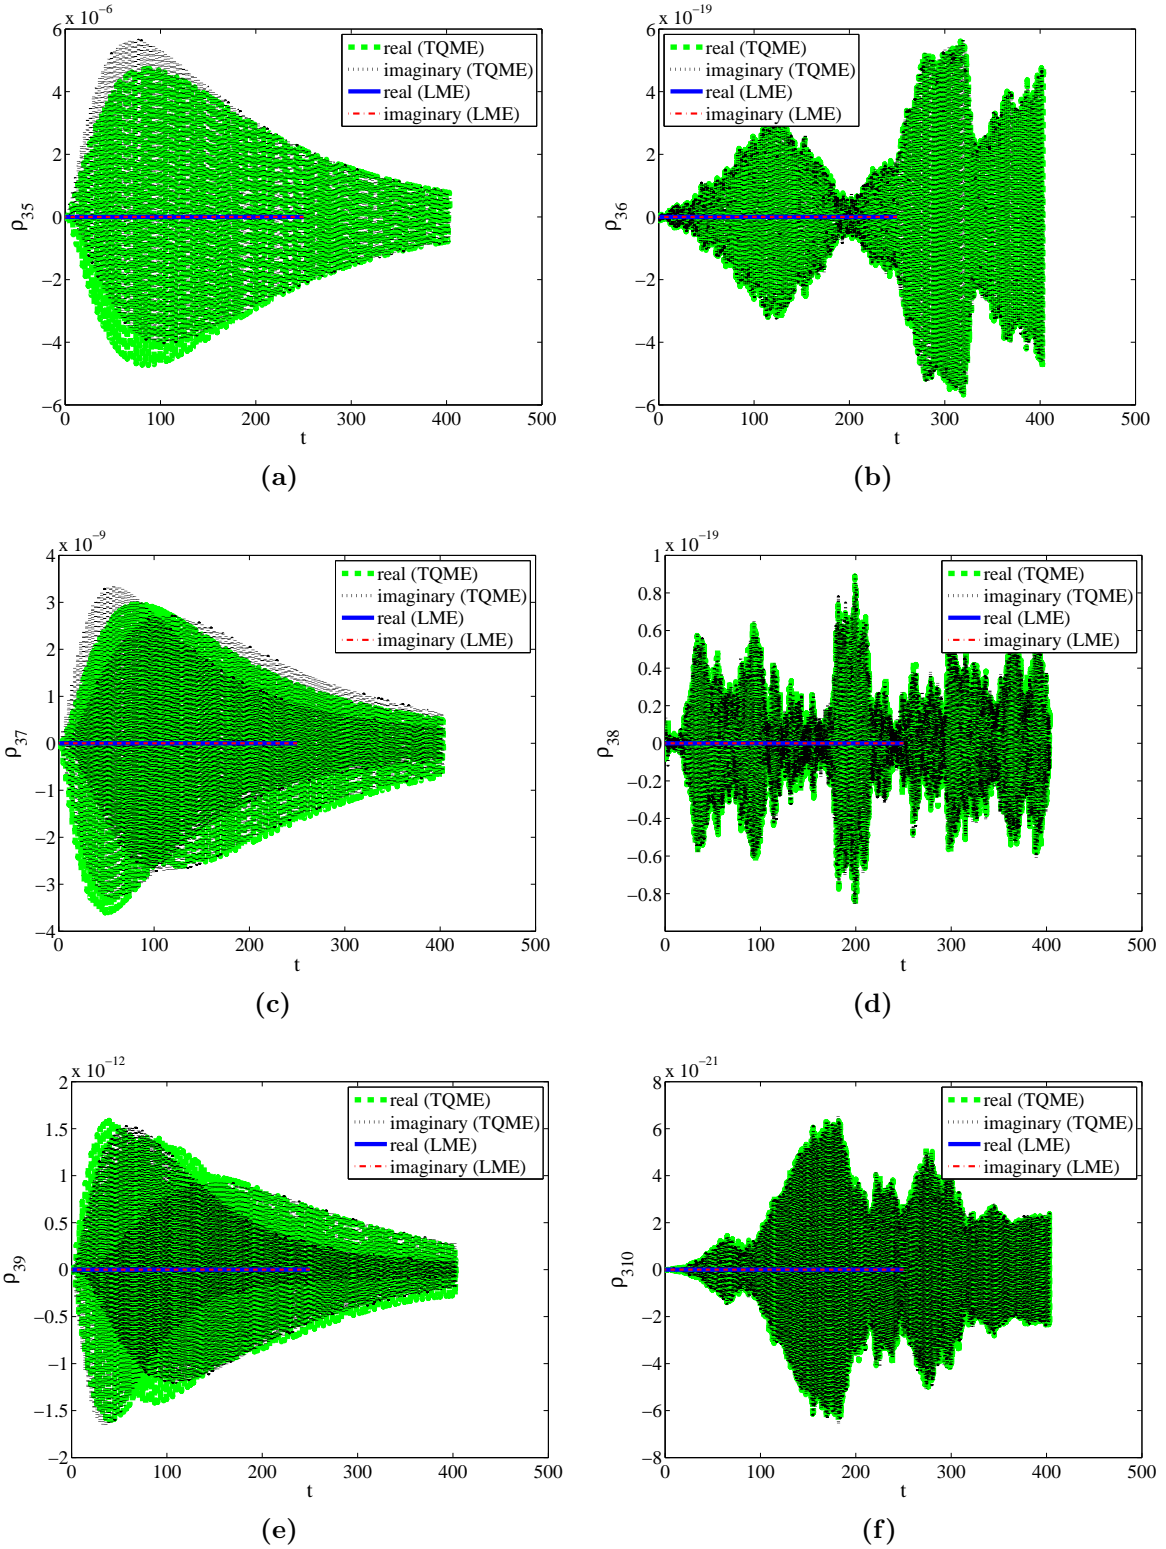 x 10−6
6
4
2
0
−2
−4
−6
ρ35
0 100 200 300 400 500
t
real (TQME)
imaginary (TQME)
real (LME)
imaginary (LME)
(a)
x 10−19
6
4
2
0
−2
−4
−6
ρ36
0 100 200 300 400 500
t
real (TQME)
imaginary (TQME)
real (LME)
imaginary (LME)
(b)
x 10−9
4
3
2
1
0
−1
−2
−3
−4
ρ37
0 100 200 300 400 500
t
real (TQME)
imaginary (TQME)
real (LME)
imaginary (LME)
(c)
x 10−19
1
0.8
0.6
0.4
0.2
0
−0.2
−0.4
−0.6
−0.8
ρ38
0 100 200 300 400 500
t
real (TQME)
imaginary (TQME)
real (LME)
imaginary (LME)
(d)
x 10−12
2
1.5
1
0.5
0
−0.5
−1
−1.5
−2
ρ39
0 100 200 300 400 500
t
real (TQME)
imaginary (TQME)
real (LME)
imaginary (LME)
(e)
x 10−21
8
6
4
2
0
−2
−4
−6
−8
ρ310
0 100 200 300 400 500
t
real (TQME)
imaginary (TQME)
real (LME)
imaginary (LME)
(f)